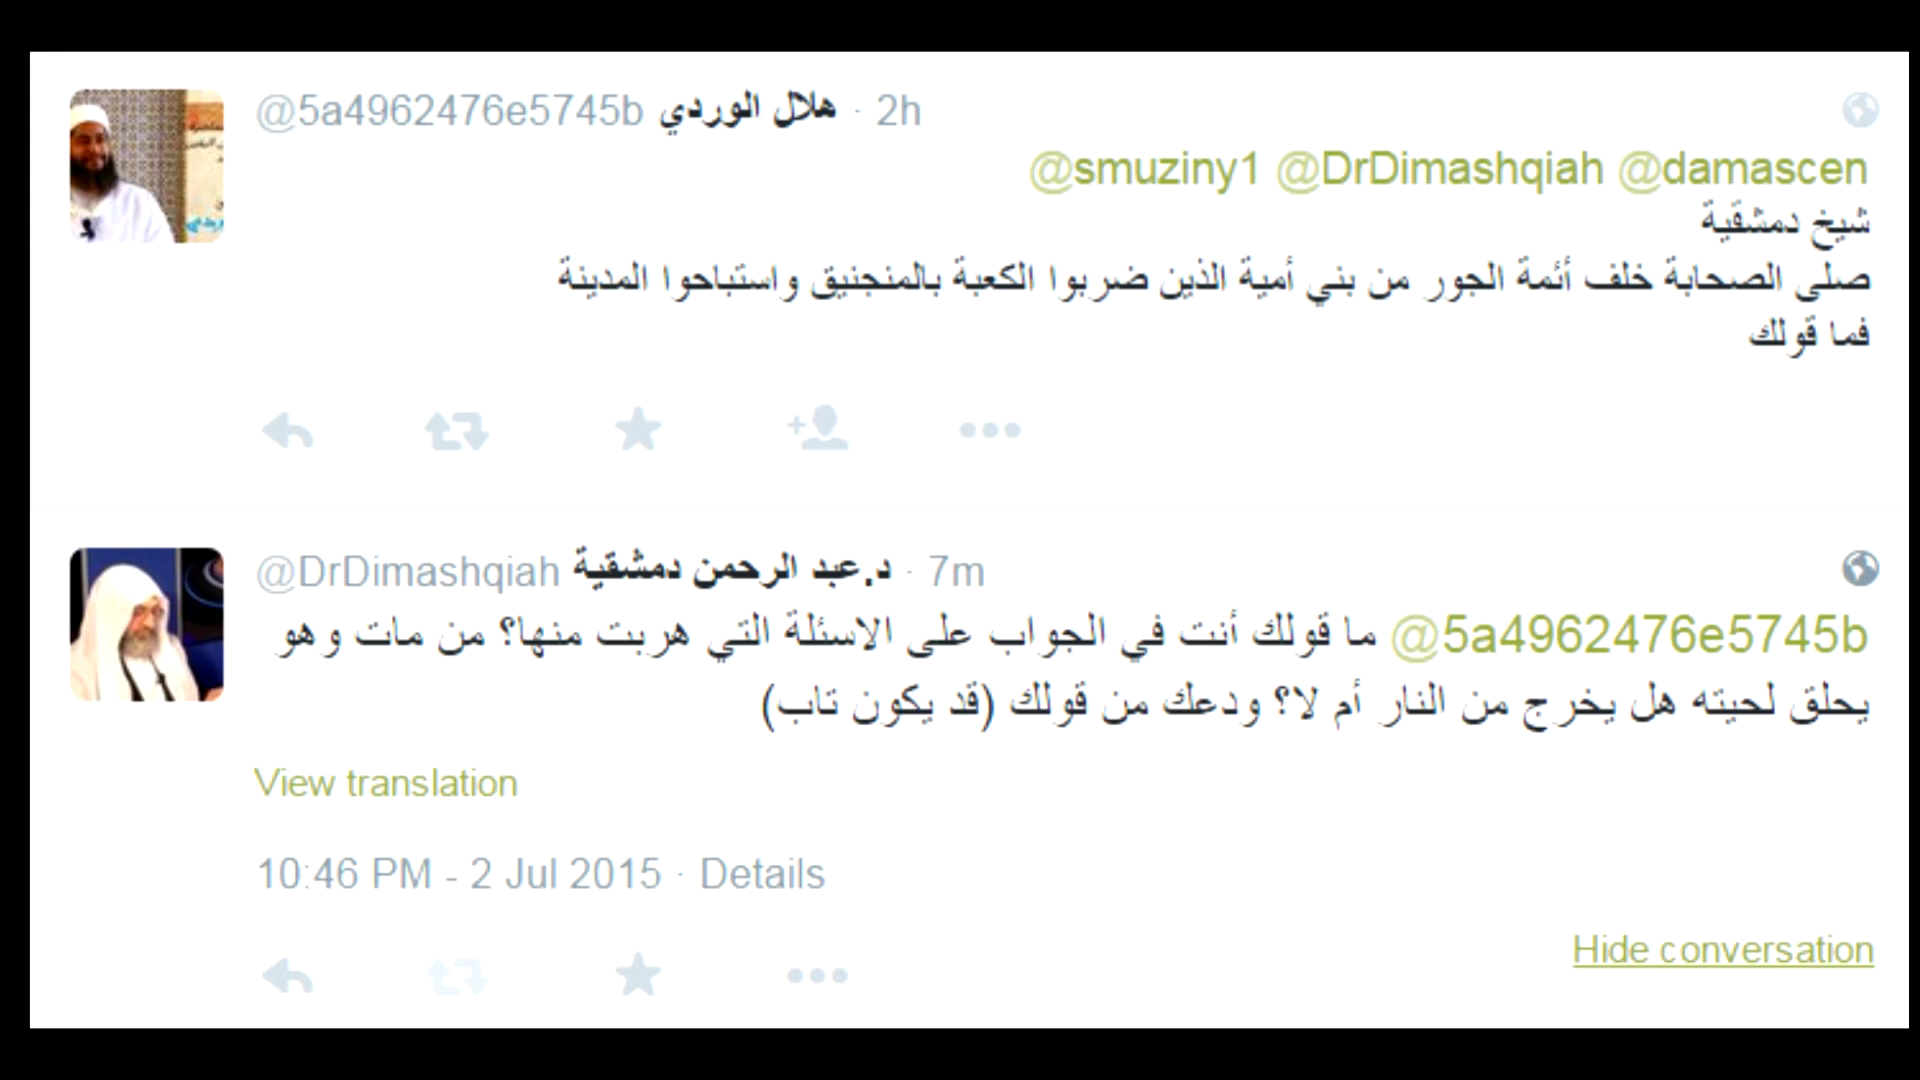 @5a4962476e5745b هلال الوردي · 2h
@smuziny1 @DrDimashqiah @damascen
شيخ دمشقية
صلى الصحابة خلف أئمة الجور من بني أمية الذين ضربوا الكعبة بالمنجنيق واستباحوا المدينة
فما قولك
@DrDimashqiah د.عبد الرحمن دمشقية · 7m
@5a4962476e5745b ما قولك أنت في الجواب على الاسئلة التي هربت منها؟ من مات وهو
يحلق لحيته هل يخرج من النار أم لا؟ ودعك من قولك (قد يكون تاب)
View translation
10:46 PM - 2 Jul 2015 · Details
Hide conversation